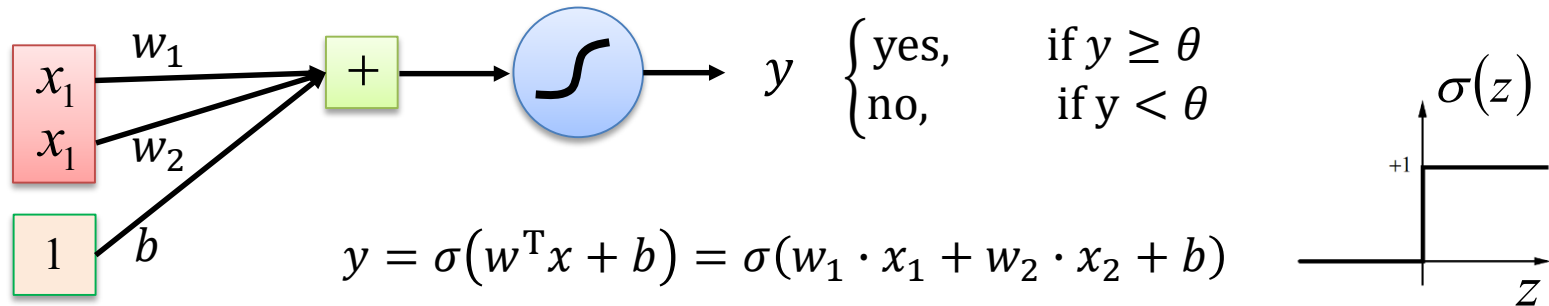 w₁
x₁
x₁
w₂
1
b
+
y { yes, if y ≥ θ
no, if y < θ
y = σ(wᵀx + b) = σ(w₁ · x₁ + w₂ · x₂ + b)
σ(z)
+1
z